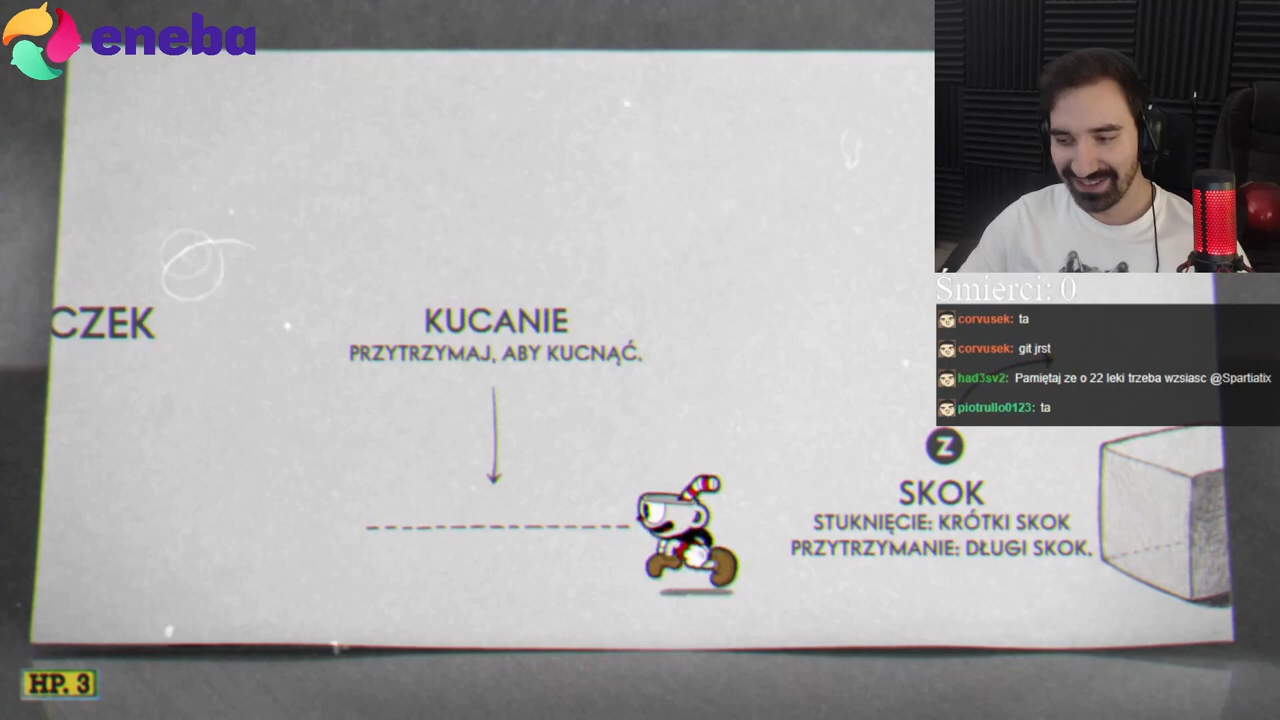 eneba
CZEK
KUCANIE
PRZYTRZYMAJ, ABY KUCNĄĆ.
Z
SKOK
STUKNIĘCIE: KRÓTKI SKOK
PRZYTRZYMANIE: DŁUGI SKOK.
HP. 3
Śmierci: 0
corvusek: ta
corvusek: git jrst
had3sv2: Pamiętaj ze o 22 leki trzeba wzsiasc @Spartiatix
piotrullo0123: ta